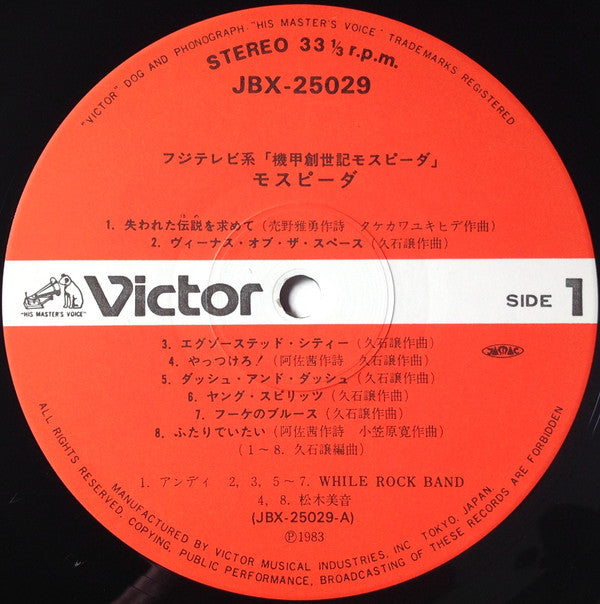 "VICTOR" DOG AND PHONOGRAPH · "HIS MASTER'S VOICE" · TRADEMARKS REGISTERED
STEREO 33 1/3 r.p.m.
JBX-25029
フジテレビ系「機甲創世記モスピーダ」
モスピーダ
1. 失われた伝説を求めて（売野雅勇作詩 タケカワユキヒデ作曲）
2. ヴィーナス・オブ・ザ・スペース（久石譲作曲）
"HIS MASTER'S VOICE"
Victor
SIDE 1
3. エグゾーステッド・シティー（久石譲作曲）
4. やっつけろ！（阿佐茜作詩 久石譲作曲）
5. ダッシュ・アンド・ダッシュ（久石譲作曲）
6. ヤング・スピリッツ（久石譲作曲）
7. フーケのブルース（久石譲作曲）
8. ふたりでいたい（阿佐茜作詩 小笠原寛作曲）
（1〜8. 久石譲編曲）
JASRAC
1. アンディ 2, 3, 5〜7. WHILE ROCK BAND
4, 8. 松木美音
(JBX-25029-A)
Ⓟ1983
MANUFACTURED BY VICTOR MUSICAL INDUSTRIES, INC. TOKYO, JAPAN.
ALL RIGHTS RESERVED. COPYING, PUBLIC PERFORMANCE, BROADCASTING OF THESE RECORDS ARE FORBIDDEN